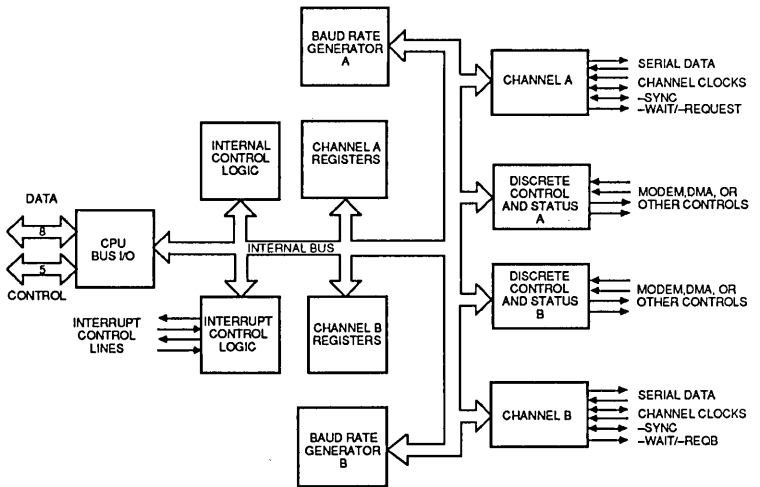 BAUD RATE
GENERATOR
A
CHANNEL A
SERIAL DATA
CHANNEL CLOCKS
–SYNC
–WAIT/–REQUEST
INTERNAL
CONTROL
LOGIC
CHANNEL A
REGISTERS
DISCRETE
CONTROL
AND STATUS
A
MODEM,DMA, OR
OTHER CONTROLS
DATA
8
CPU
BUS I/O
5
CONTROL
INTERNAL BUS
DISCRETE
CONTROL
AND STATUS
B
MODEM,DMA, OR
OTHER CONTROLS
INTERRUPT
CONTROL
LINES
INTERRUPT
CONTROL
LOGIC
CHANNEL B
REGISTERS
BAUD RATE
GENERATOR
B
CHANNEL B
SERIAL DATA
CHANNEL CLOCKS
–SYNC
–WAIT/–REQB